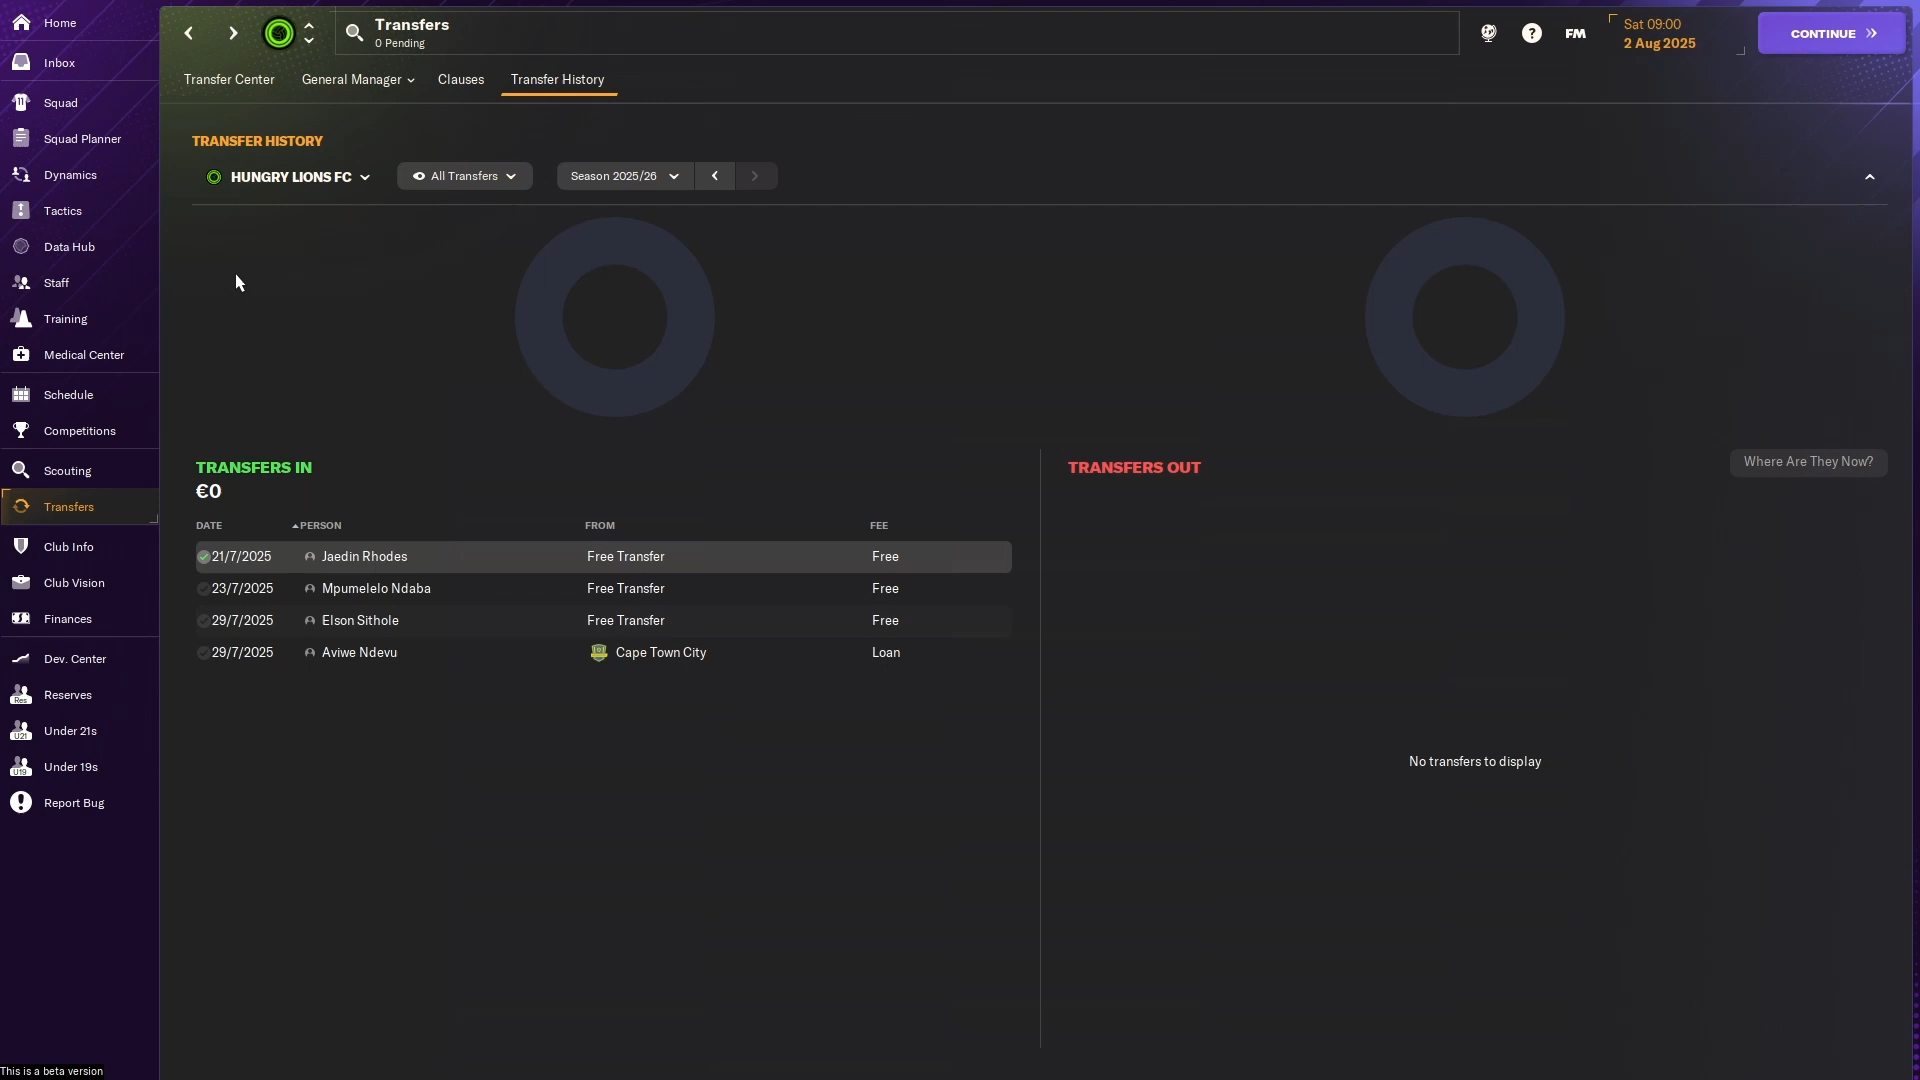 Home
Inbox
Squad
Squad Planner
Dynamics
Tactics
Data Hub
Staff
Training
Medical Center
Schedule
Competitions
Scouting
Transfers
Club Info
Club Vision
Finances
Dev. Center
Res
Reserves
U21
Under 21s
U19
Under 19s
Report Bug
This is a beta version
Transfers
0 Pending
FM
Sat 09:00
2 Aug 2025
CONTINUE
Transfer Center
General Manager
Clauses
Transfer History
TRANSFER HISTORY
HUNGRY LIONS FC
All Transfers
Season 2025/26
TRANSFERS IN
€0
DATE PERSON FROM FEE
21/7/2025 Jaedin Rhodes Free Transfer Free
23/7/2025 Mpumelelo Ndaba Free Transfer Free
29/7/2025 Elson Sithole Free Transfer Free
29/7/2025 Aviwe Ndevu Cape Town City Loan
TRANSFERS OUT
Where Are They Now?
No transfers to display